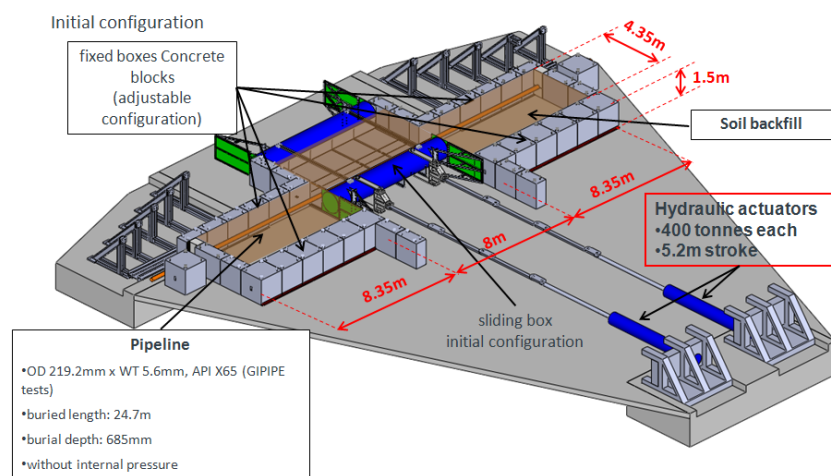 Initial configuration
fixed boxes Concrete
blocks
(adjustable
configuration)
4.35m
1.5m
Soil backfill
8.35m
Hydraulic actuators
•400 tonnes each
•5.2m stroke
8m
8.35m
sliding box
initial configuration
Pipeline
•OD 219.2mm x WT 5.6mm, API X65 (GIPIPE
tests)
•buried length: 24.7m
•burial depth: 685mm
•without internal pressure